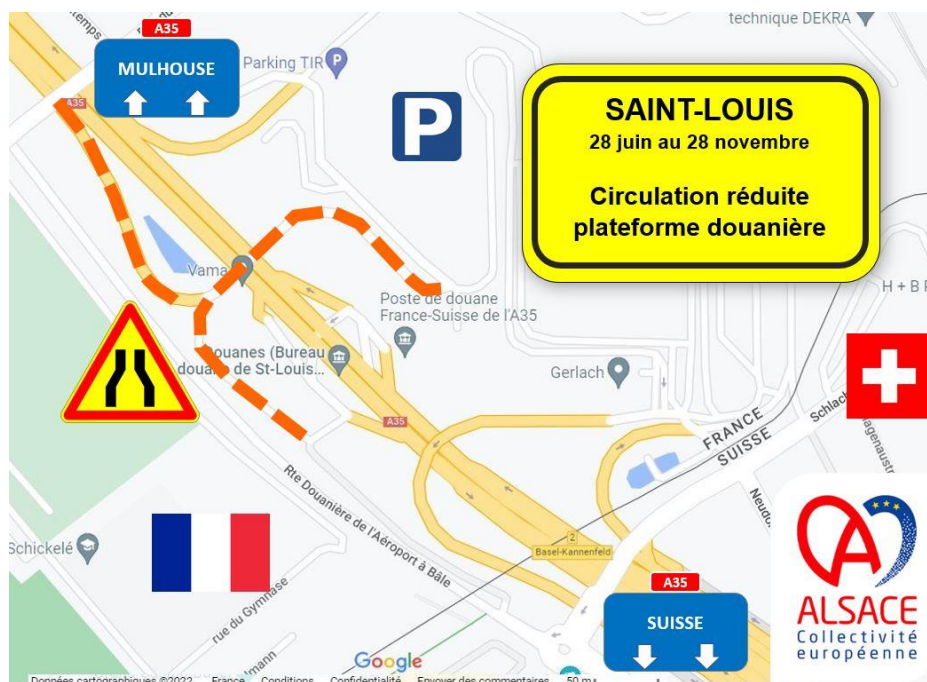 technique DEKRA
A35
MULHOUSE
Parking TIR P
P
SAINT-LOUIS
28 juin au 28 novembre
Circulation réduite
plateforme douanière
A35
Vama
Poste de douane
France-Suisse de l'A35
H + B
Douanes (Bureau
douane de St-Louis...
Gerlach
A35
FRANCE
SUISSE
Schlach
Rte Douanière de l'Aéroport à Bâle
2
Basel-Kannenfeld
Schickelé
rue du Gymnase
A35
SUISSE
ALSACE
Collectivité
européenne
Google
Données cartographiques ©2022 France Conditions Confidentialité Envoyer des commentaires 50 m